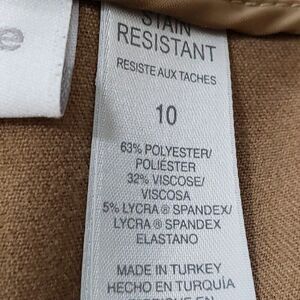 e
STAIN
RESISTANT
RESISTE AUX TACHES
10
63% POLYESTER/
POLIÉSTER
32% VISCOSE/
VISCOSA
5% LYCRA® SPANDEX/
LYCRA® SPANDEX
ELASTANO
MADE IN TURKEY
HECHO EN TURQUÍA